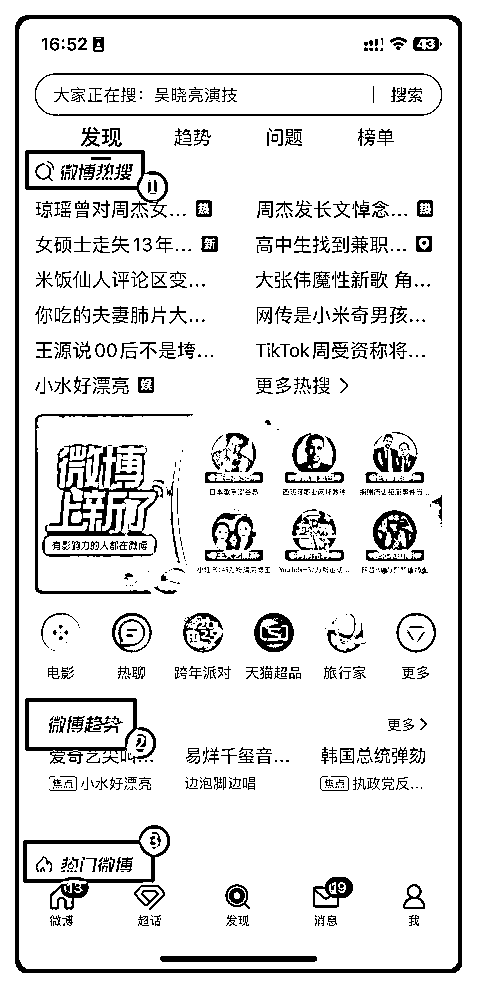 16:52
43
大家正在搜：吴晓亮演技
搜索
发现 趋势 问题 榜单
微博热搜
1
琼瑶曾对周杰女... 热
周杰发长文悼念... 热
女硕士走失13年... 新
高中生找到兼职...
米饭仙人评论区变...
大张伟魔性新歌 角...
你吃的夫妻肺片大...
网传是小米奇男孩...
王源说00后不是垮...
TikTok周受资称将...
小水好漂亮
更多热搜
微博
上新了
有影响力的人都在微博
电影 热聊 跨年派对 天猫超品 旅行家 更多
微博趋势
更多
2
爱奇艺尖叫...
易烊千玺音...
韩国总统弹劾
焦点 小水好漂亮
边泡脚边唱
焦点 执政党反...
3
热门微博
13
19
微博 超话 发现 消息 我